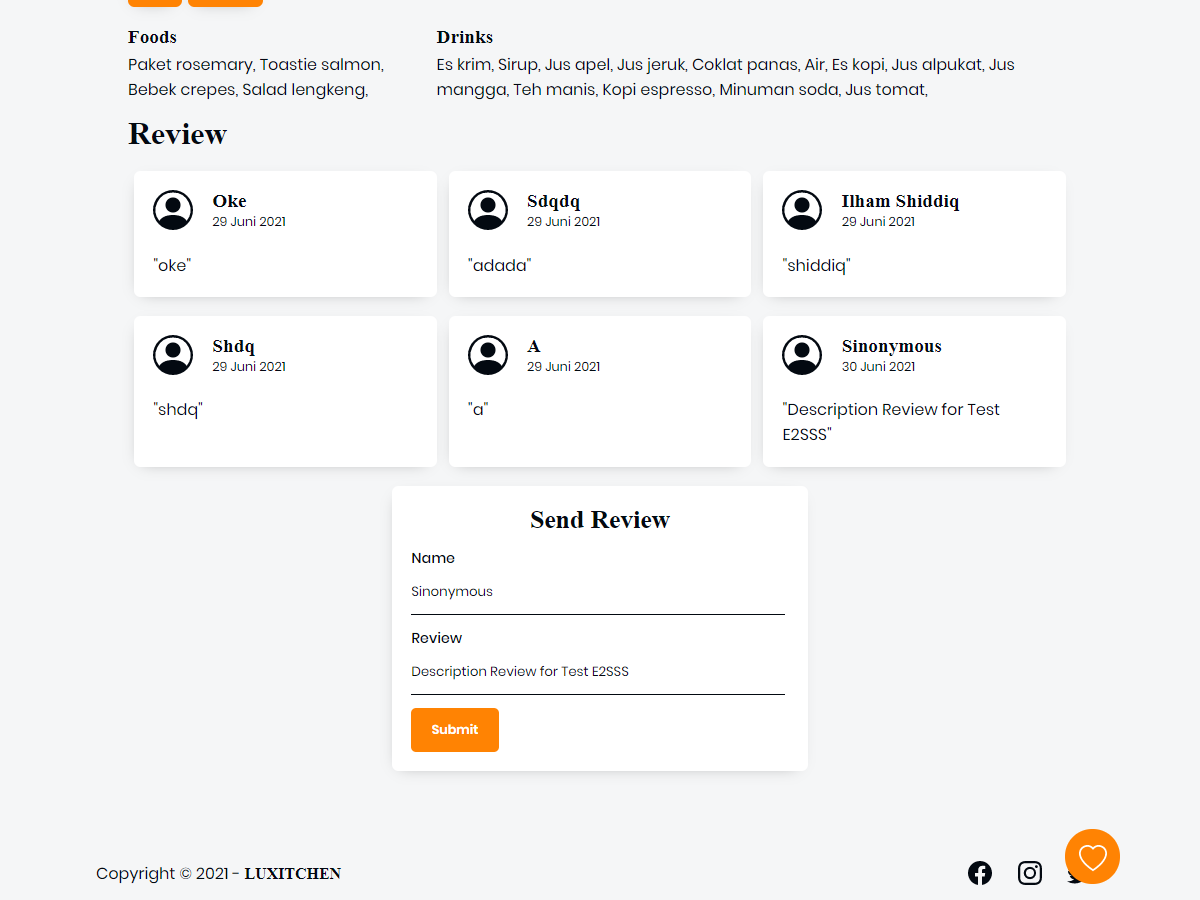 Foods
Paket rosemary, Toastie salmon,
Bebek crepes, Salad lengkeng,
Drinks
Es krim, Sirup, Jus apel, Jus jeruk, Coklat panas, Air, Es kopi, Jus alpukat, Jus
mangga, Teh manis, Kopi espresso, Minuman soda, Jus tomat,
Review
Oke
29 Juni 2021
"oke"
Sdqdq
29 Juni 2021
"adada"
Ilham Shiddiq
29 Juni 2021
"shiddiq"
Shdq
29 Juni 2021
"shdq"
A
29 Juni 2021
"a"
Sinonymous
30 Juni 2021
"Description Review for Test
E2SSS"
Send Review
Name
Sinonymous
Review
Description Review for Test E2SSS
Submit
Copyright © 2021 - LUXITCHEN